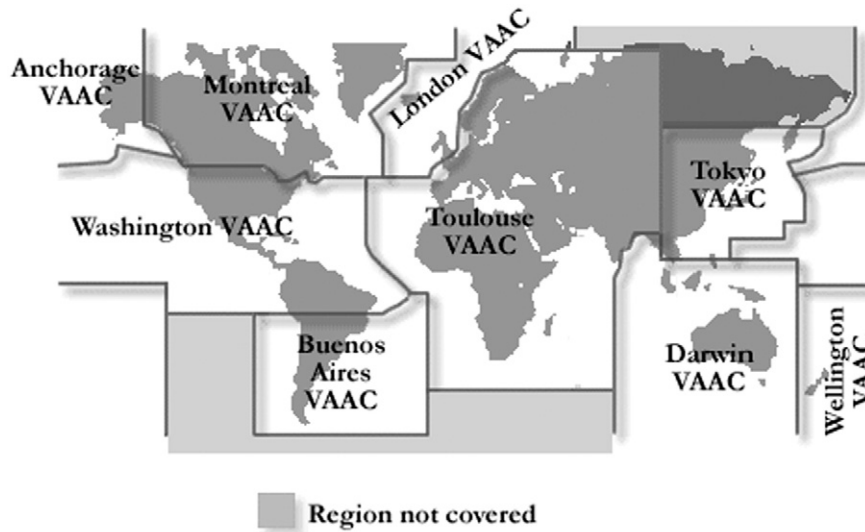 Anchorage
VAAC
Montreal
VAAC
London VAAC
Tokyo
VAAC
Washington VAAC
Toulouse
VAAC
Buenos
Aires
VAAC
Darwin
VAAC
Wellington
VAAC
Region not covered